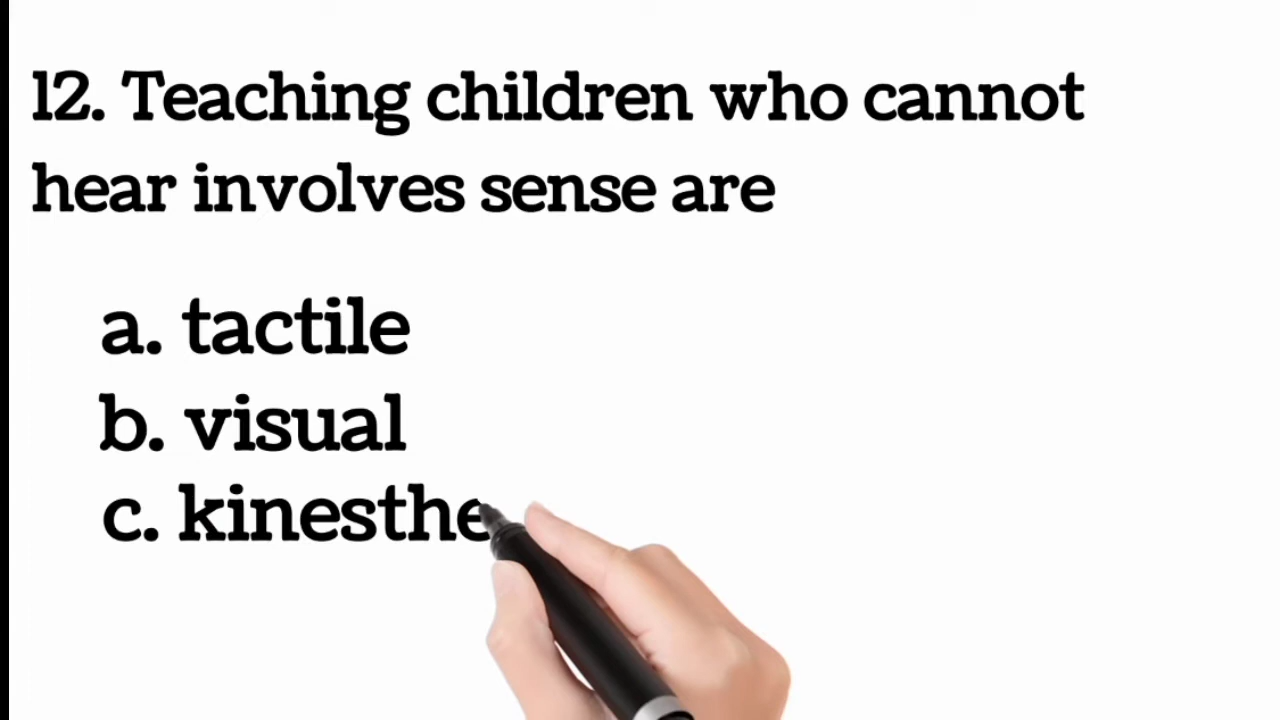 12. Teaching children who cannot
hear involves sense are
a. tactile
b. visual
c. kinesthe